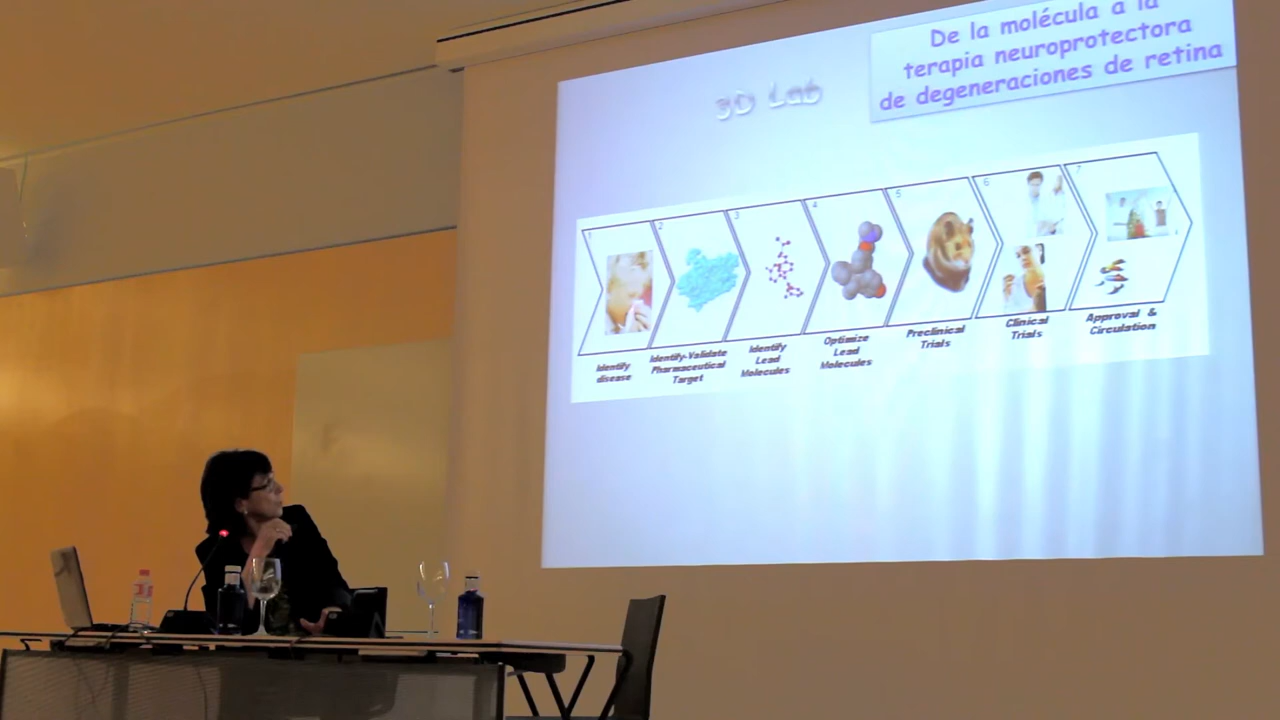 De la molécula a la
terapia neuroprotectora
de degeneraciones de retina
3D Lab
1
2
3
4
5
6
7
Identify
disease
Identify-Validate
Pharmaceutical
Target
Identify
Lead
Molecules
Optimize
Lead
Molecules
Preclinical
Trials
Clinical
Trials
Approval &
Circulation